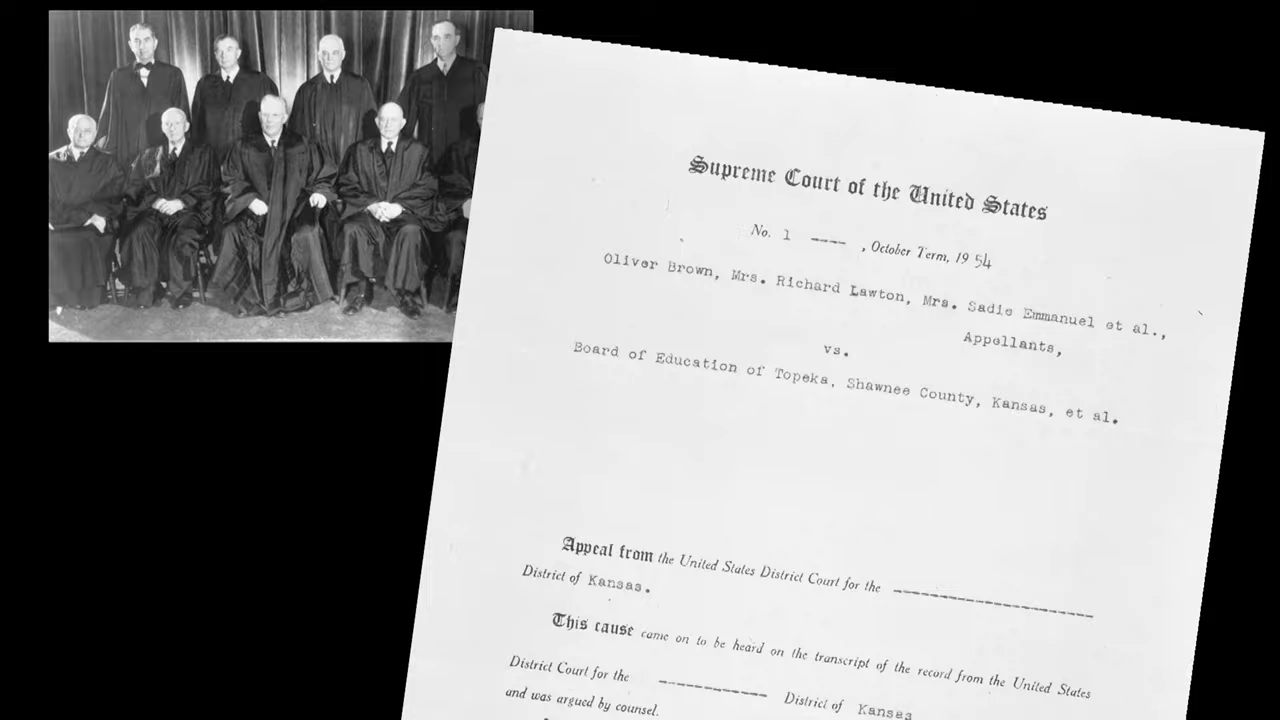 Supreme Court of the United States
No. 1 ---- , October Term, 19 54
Oliver Brown, Mrs. Richard Lawton, Mrs. Sadie Emmanuel et al.,
Appellants,
vs.
Board of Education of Topeka, Shawnee County, Kansas, et al.
Appeal from the United States District Court for the
District of Kansas.
This cause came on to be heard on the transcript of the record from the United States
District Court for the District of Kansas
and was argued by counsel.